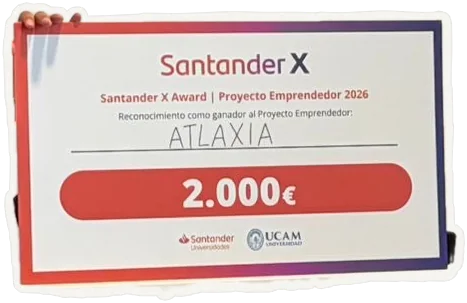 Santander X
Santander X Award | Proyecto Emprendedor 2026
Reconocimiento como ganador al Proyecto Emprendedor:
ATLAXIA
2.000€
Santander
Universidades
UCAM
UNIVERSIDAD